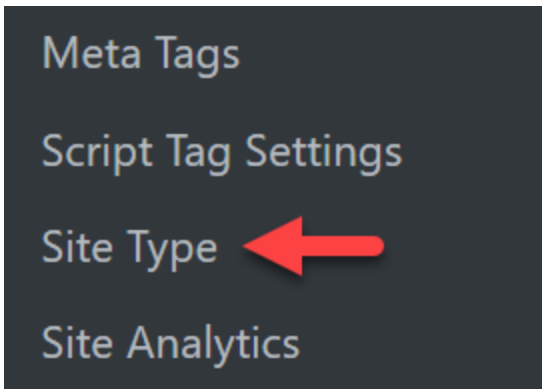 Meta Tags
Script Tag Settings
Site Type
Site Analytics